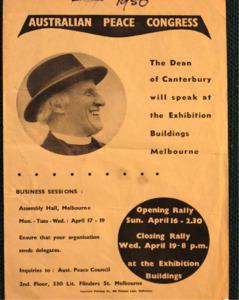 1950
AUSTRALIAN PEACE CONGRESS
The Dean
of Canterbury
will speak at
the Exhibition
Buildings
Melbourne
BUSINESS SESSIONS :
Assembly Hall, Melbourne
Mon. - Tues - Wed : April 17 - 19
Ensure that your organisation
sends delegates.
Inquiries to : Aust. Peace Council
2nd. Floor, 330 Lit. Flinders St. Melbourne
Opening Rally
Sun. April 16 - 2.30
Closing Rally
Wed. April 19 - 8 p.m.
at the Exhibition
Buildings